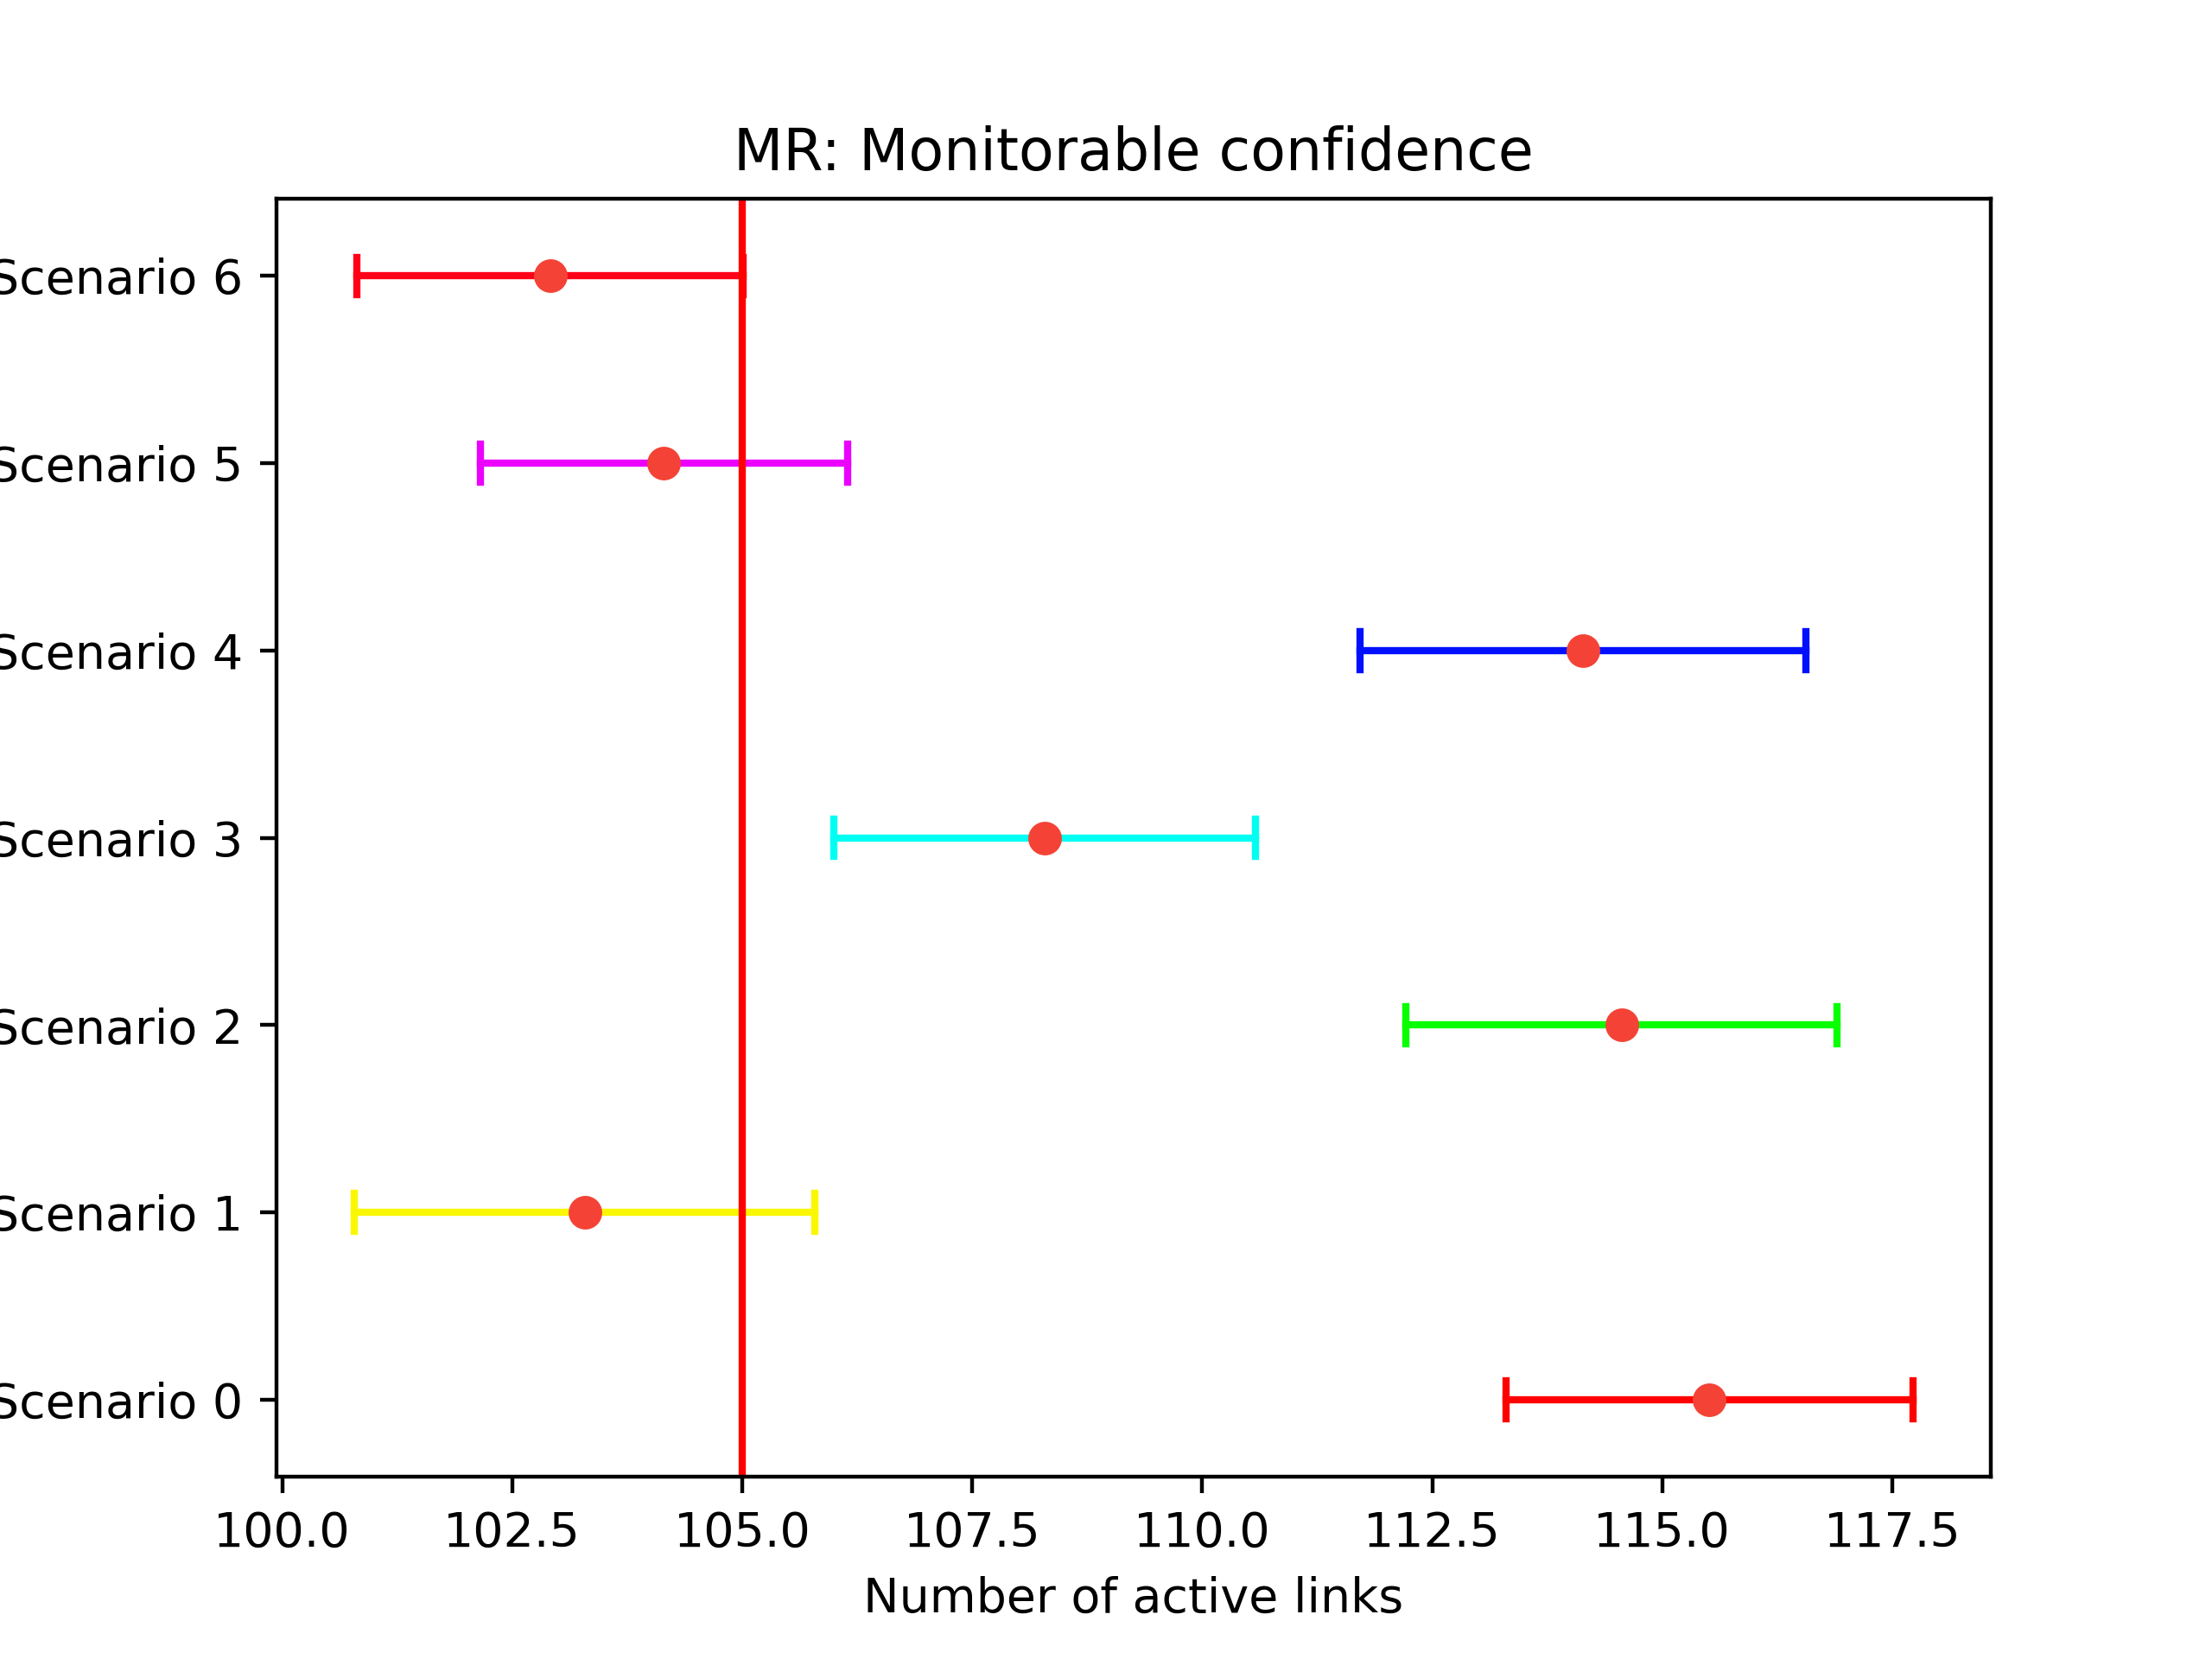 MR: Monitorable confidence
Scenario 6
Scenario 5
Scenario 4
Scenario 3
Scenario 2
Scenario 1
Scenario 0
100.0 102.5 105.0 107.5 110.0 112.5 115.0 117.5
Number of active links